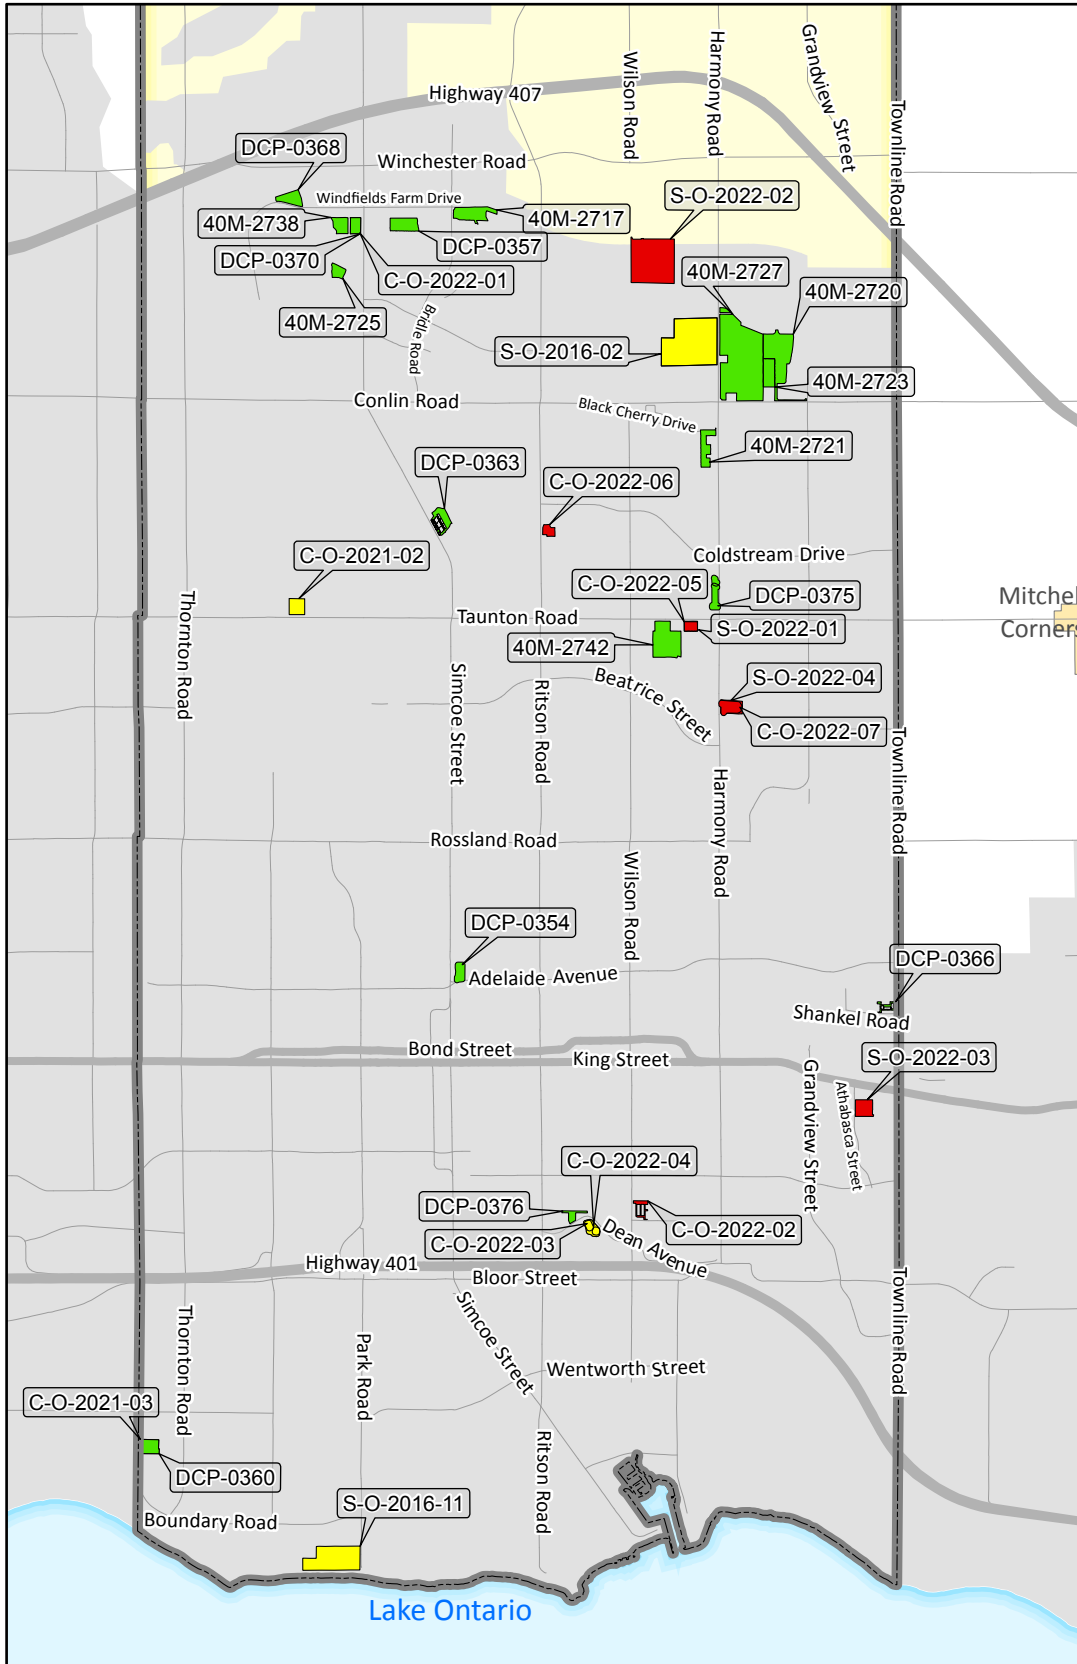 Highway 407
Wilson Road
Harmony Road
Grandview Street
Townline Road
DCP-0368
Winchester Road
Windfields Farm Drive
S-O-2022-02
40M-2738
40M-2717
DCP-0370
DCP-0357
C-O-2022-01
40M-2727
40M-2720
40M-2725
Bridle Road
S-O-2016-02
40M-2723
Conlin Road
Black Cherry Drive
40M-2721
DCP-0363
C-O-2022-06
C-O-2021-02
Coldstream Drive
C-O-2022-05
DCP-0375
Mitchel
Corners
Thornton Road
Taunton Road
S-O-2022-01
40M-2742
Simcoe Street
Ritson Road
Beatrice Street
S-O-2022-04
C-O-2022-07
Townline Road
Harmony Road
Rossland Road
Wilson Road
DCP-0354
Adelaide Avenue
DCP-0366
Shankel Road
Bond Street
King Street
S-O-2022-03
Grandview Street
Athabasca Street
C-O-2022-04
DCP-0376
C-O-2022-03
Dean Avenue
C-O-2022-02
Highway 401
Bloor Street
Townline Road
Thornton Road
Park Road
Simcoe Street
Wentworth Street
C-O-2021-03
DCP-0360
Ritson Road
S-O-2016-11
Boundary Road
Lake Ontario